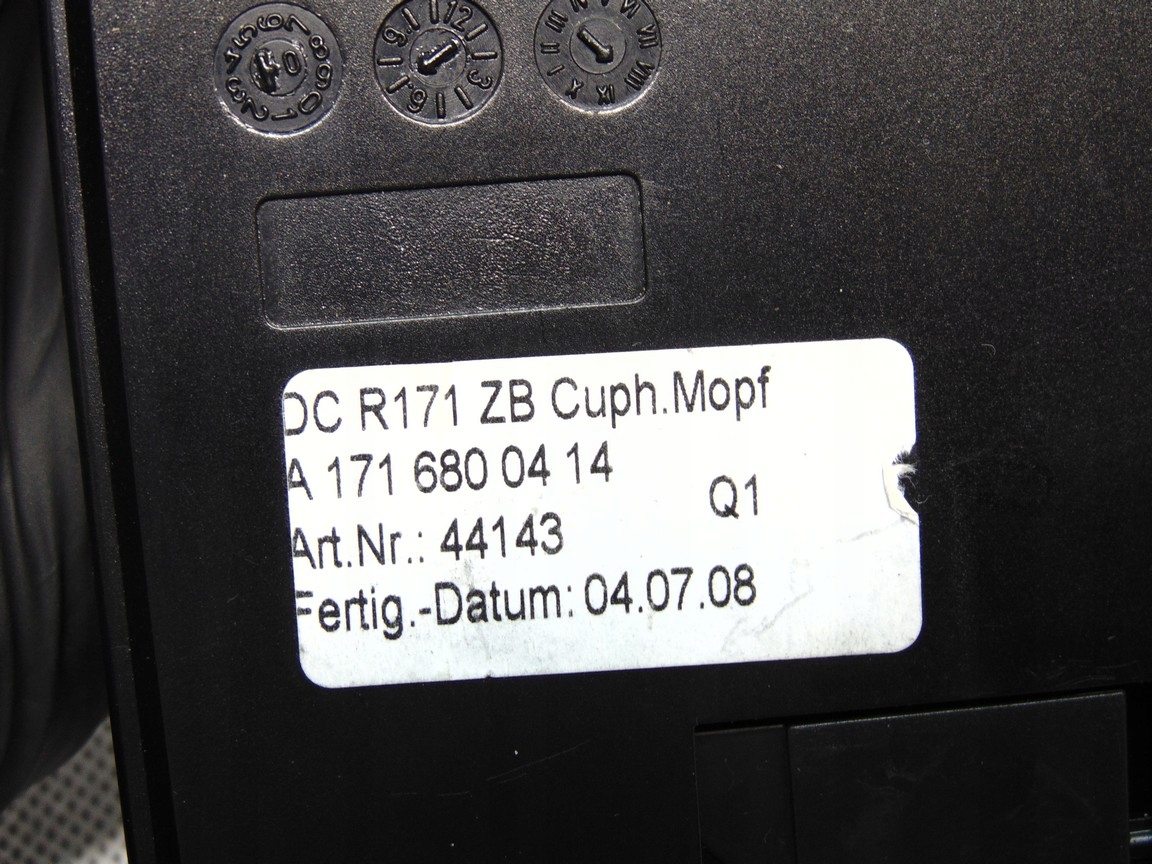 DC R171 ZB Cuph.Mopf
A 171 680 04 14
Q1
Art.Nr.: 44143
Fertig.-Datum: 04.07.08